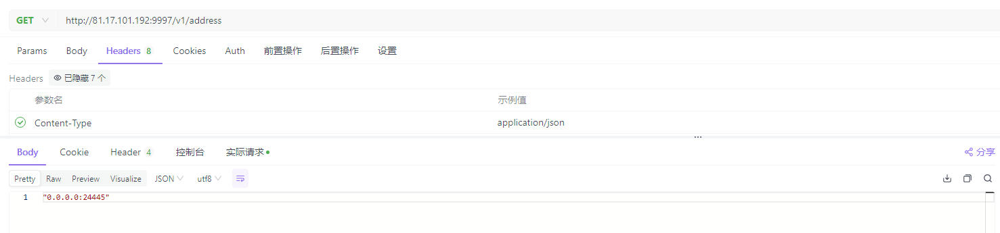 GET http://81.17.101.192:9997/v1/address
Params Body Headers 8 Cookies Auth 前置操作 后置操作 设置
Headers 已隐藏 7 个
参数名 示例值
Content-Type application/json
Body Cookie Header 4 控制台 实际请求 分享
Pretty Raw Preview Visualize JSON utf8
1 "0.0.0.0:24445"